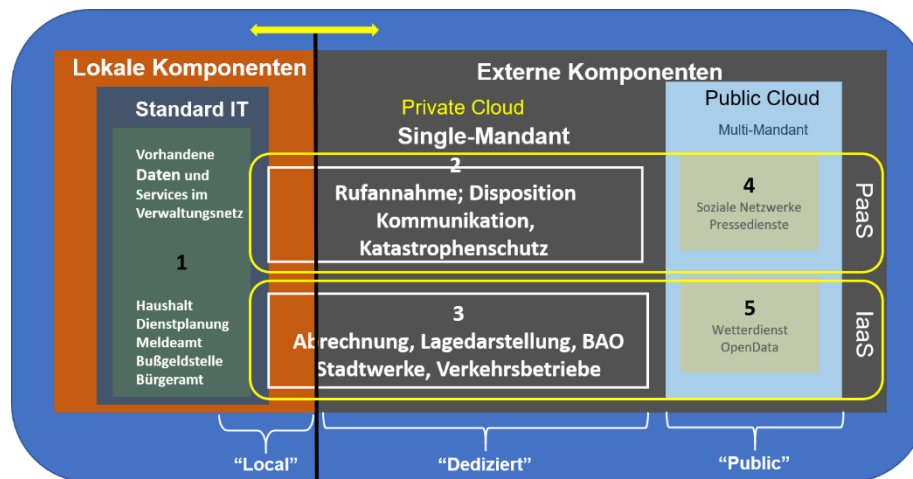 Lokale Komponenten
Externe Komponenten
Standard IT
Private Cloud
Single-Mandant
Public Cloud
Multi-Mandant
Vorhandene
Daten und
Services im
Verwaltungsnetz
1
Haushalt
Dienstplanung
Meldeamt
Bußgeldstelle
Bürgeramt
2
Rufannahme; Disposition
Kommunikation,
Katastrophenschutz
4
Soziale Netzwerke
Pressedienste
PaaS
3
Abrechnung, Lagedarstellung, BAO
Stadtwerke, Verkehrsbetriebe
5
Wetterdienst
OpenData
IaaS
“Local”
“Dediziert”
“Public”